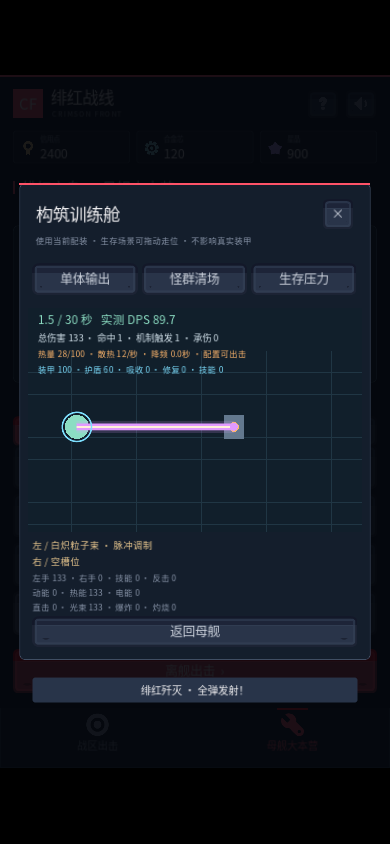 CF
绯红战线
?
2400
120
900
构筑训练舱
×
使用当前配装 · 生存场景可拖动走位 · 不影响真实装甲
单体输出
怪群清场
生存压力
1.5 / 30 秒 实测 DPS 89.7
总伤害 133 · 命中 1 · 机制触发 1 · 承伤 0
热量 28/100 · 散热 12/秒 · 降频 0.0秒 · 配置可出击
装甲 100 · 护盾 60 · 吸收 0 · 修复 0 · 技能 0
左 / 白炽粒子束 · 脉冲调制
右 / 空槽位
左手 133 · 右手 0 · 技能 0 · 反击 0
动能 0 · 热能 133 · 电能 0
直击 0 · 光束 133 · 爆炸 0 · 灼烧 0
返回母舰
绯红歼灭 · 全弹发射!